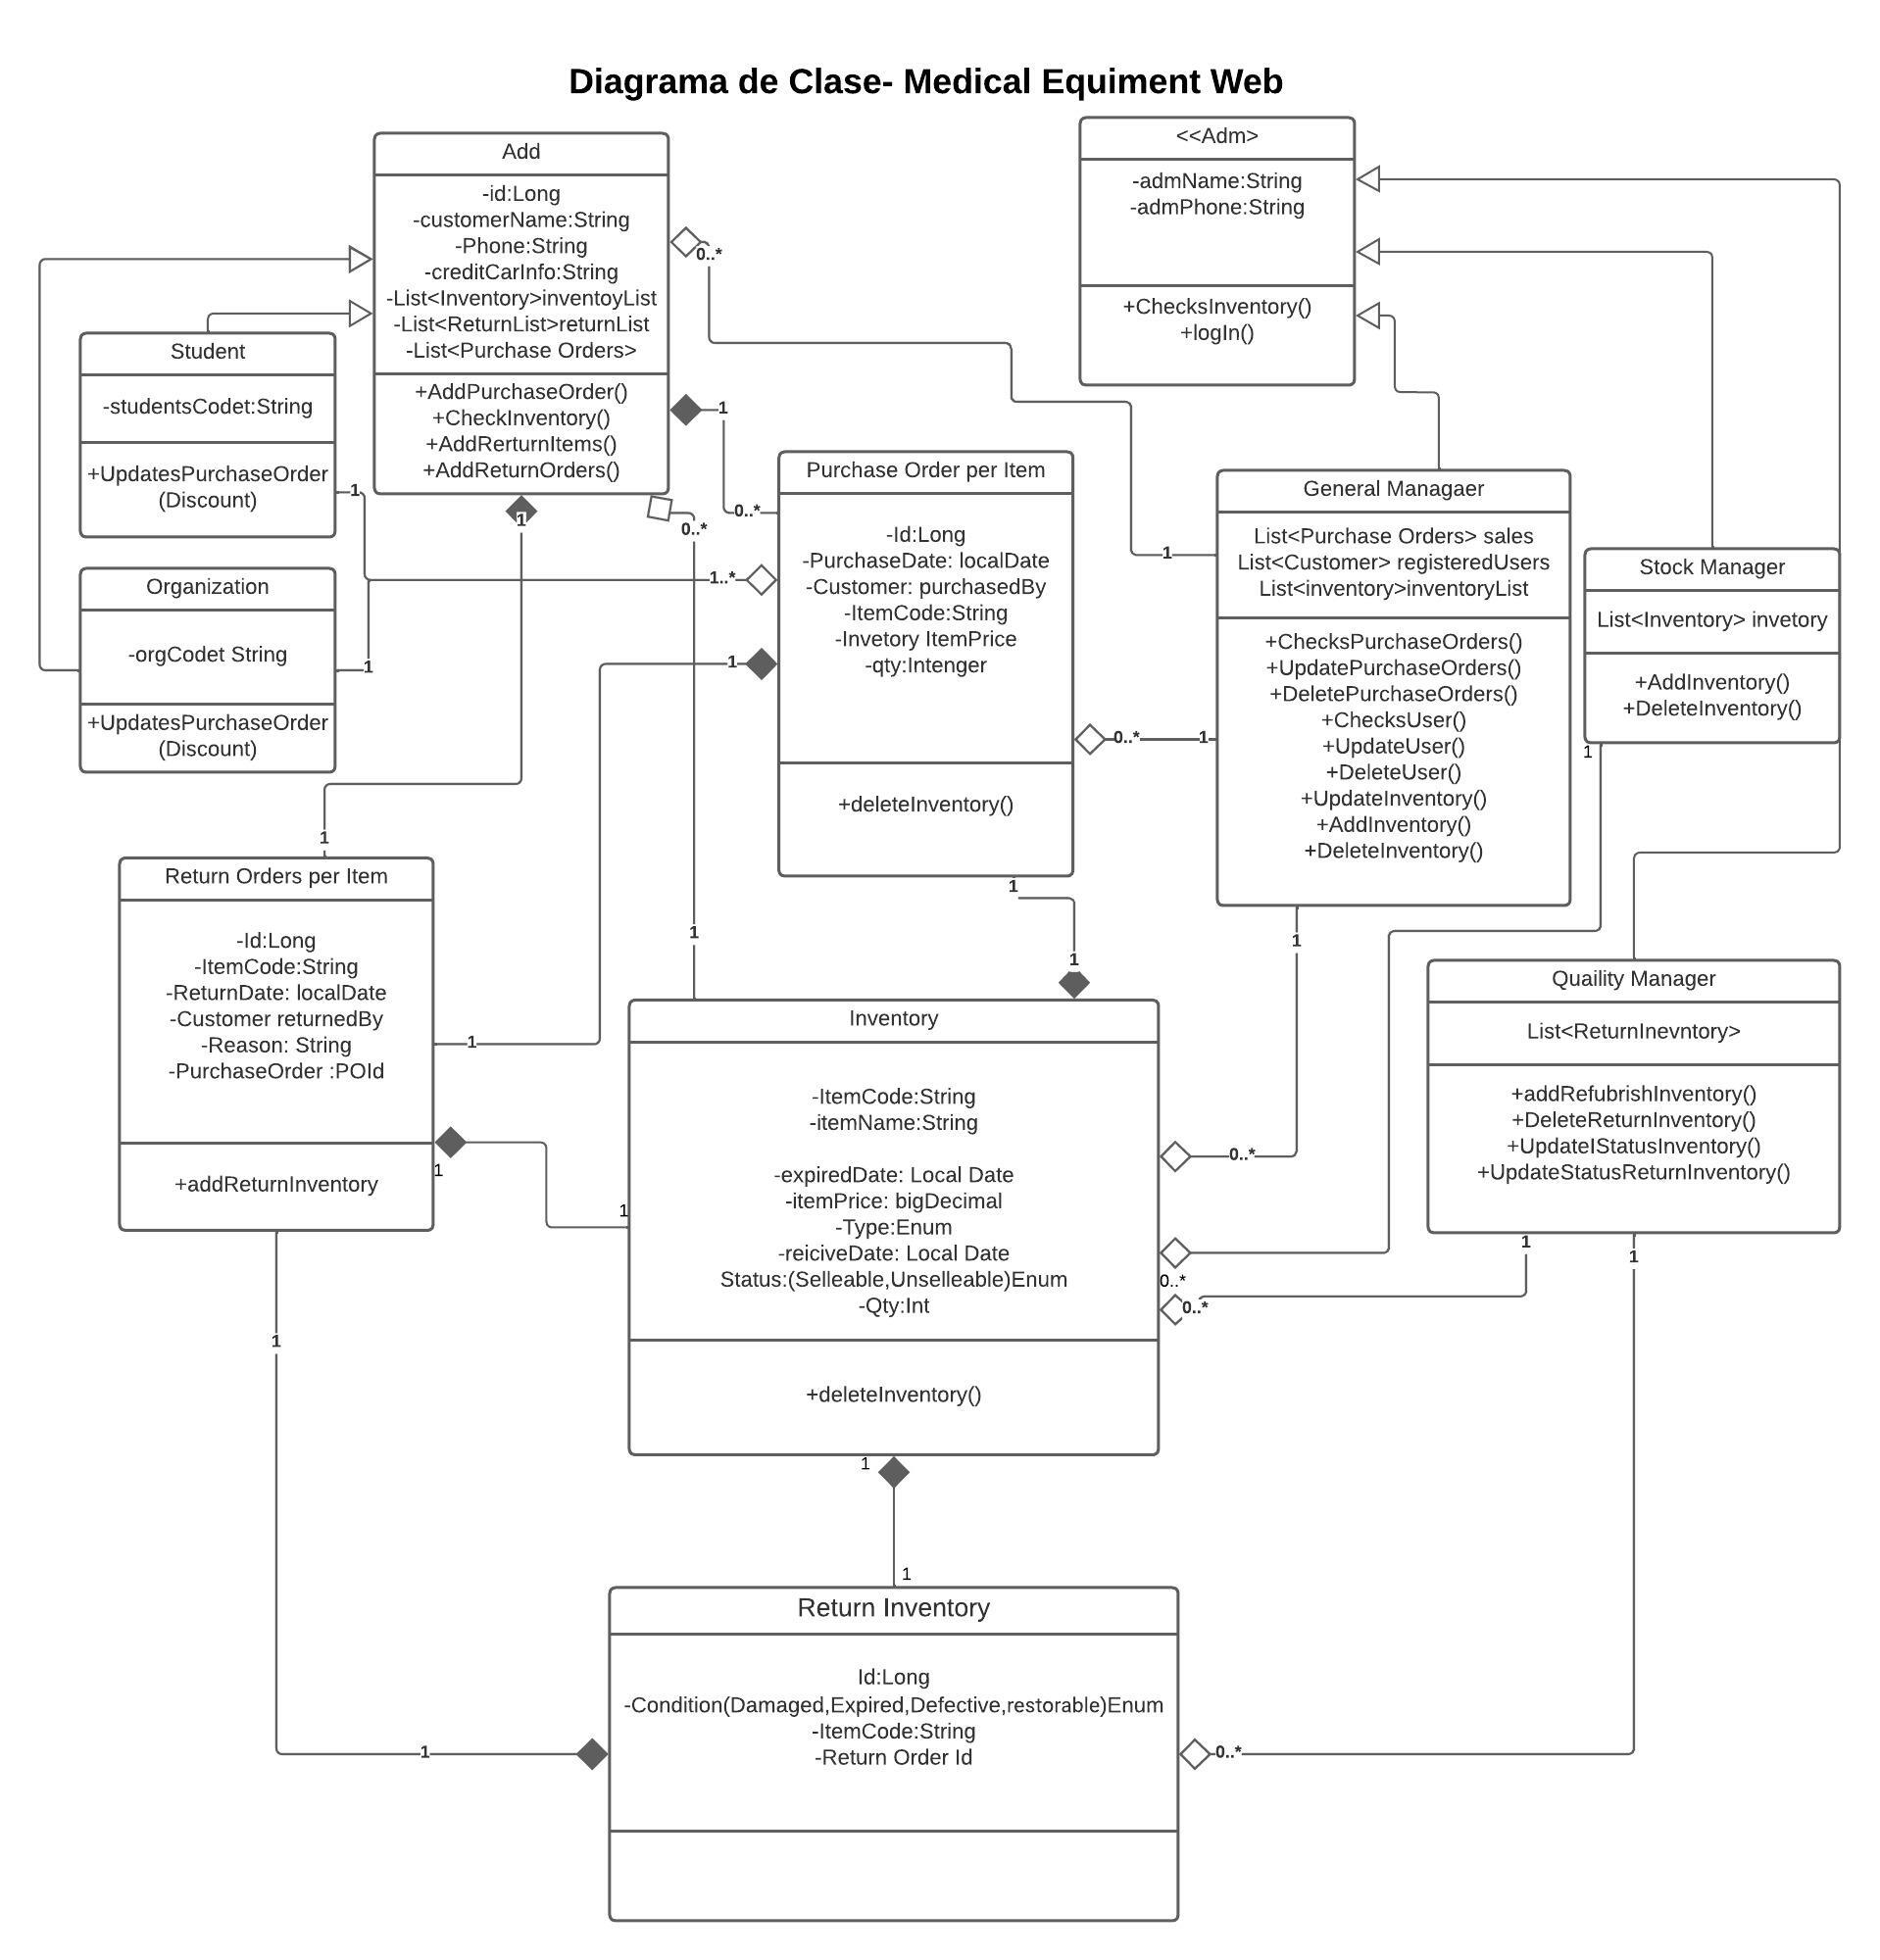 Diagrama de Clase- Medical Equiment Web
Add
-id:Long
-customerName:String
-Phone:String
-creditCarInfo:String
-List<Inventory>inventoyList
-List<ReturnList>returnList
-List<Purchase Orders>
+AddPurchaseOrder()
+CheckInventory()
+AddRerturnItems()
+AddReturnOrders()
<<Adm>
-admName:String
-admPhone:String
+ChecksInventory()
+logIn()
0..*
1
0..*
1
0..*
1
Student
-studentsCodet:String
+UpdatesPurchaseOrder
(Discount)
1
1..*
Organization
-orgCodet String
+UpdatesPurchaseOrder
(Discount)
1
1
Purchase Order per Item
-Id:Long
-PurchaseDate: localDate
-Customer: purchasedBy
-ItemCode:String
-Invetory ItemPrice
-qty:Intenger
+deleteInventory()
1
0..*
1
General Managaer
List<Purchase Orders> sales
List<Customer> registeredUsers
List<inventory>inventoryList
+ChecksPurchaseOrders()
+UpdatePurchaseOrders()
+DeletePurchaseOrders()
+ChecksUser()
+UpdateUser()
+DeleteUser()
+UpdateInventory()
+AddInventory()
+DeleteInventory()
Stock Manager
List<Inventory> invetory
+AddInventory()
+DeleteInventory()
1
1
Return Orders per Item
-Id:Long
-ItemCode:String
-ReturnDate: localDate
-Customer returnedBy
-Reason: String
-PurchaseOrder :POId
+addReturnInventory
1
1
1
1
1
1
1
Inventory
-ItemCode:String
-itemName:String
-expiredDate: Local Date
-itemPrice: bigDecimal
-Type:Enum
-reiciveDate: Local Date
Status:(Selleable,Unselleable)Enum
-Qty:Int
+deleteInventory()
0..*
0..*
0..*
Quaility Manager
List<ReturnInevntory>
+addRefubrishInventory()
+DeleteReturnInventory()
+UpdateIStatusInventory()
+UpdateStatusReturnInventory()
1
1
1
1
1
Return Inventory
Id:Long
-Condition(Damaged,Expired,Defective,restorable)Enum
-ItemCode:String
-Return Order Id
1
0..*